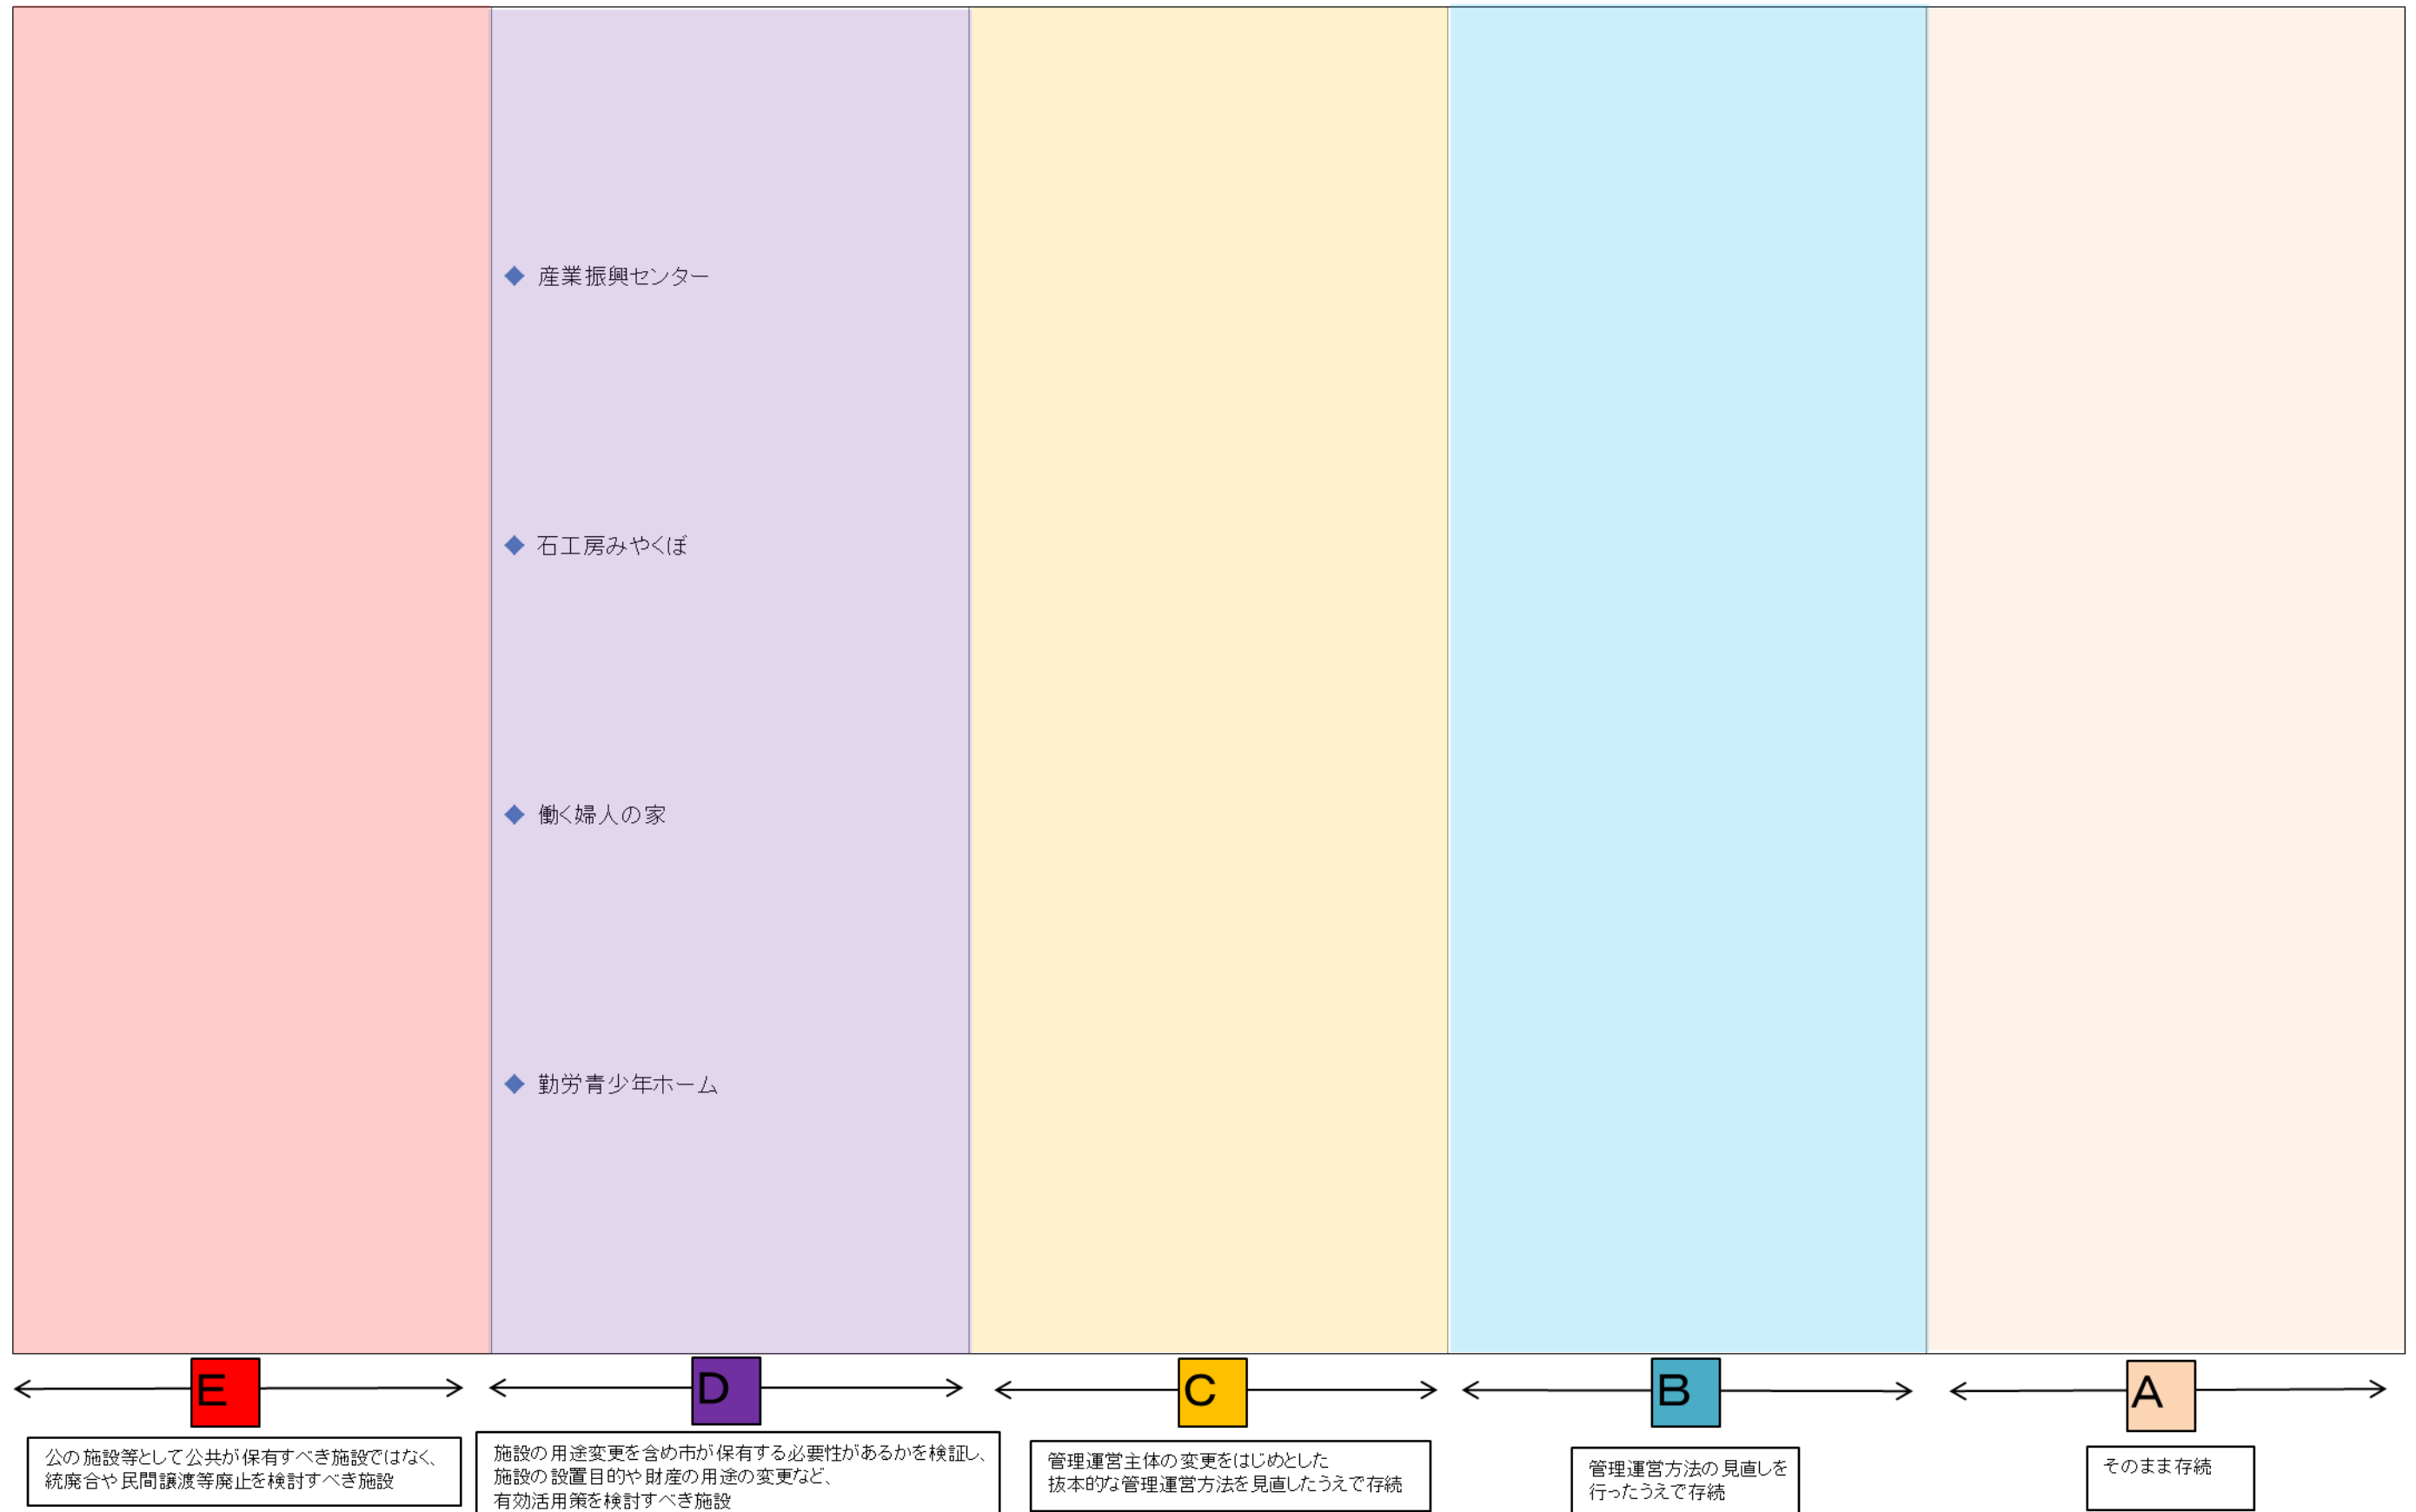 ◆ 産業振興センター
◆ 石工房みやくぼ
◆ 働く婦人の家
◆ 勤労青少年ホーム
E
D
C
B
A
公の施設等として公共が保有すべき施設ではなく、
統廃合や民間譲渡等廃止を検討すべき施設
施設の用途変更を含め市が保有する必要性があるかを検証し、
施設の設置目的や財産の用途の変更など、
有効活用策を検討すべき施設
管理運営主体の変更をはじめとした
抜本的な管理運営方法を見直したうえで存続
管理運営方法の見直しを
行ったうえで存続
そのまま存続